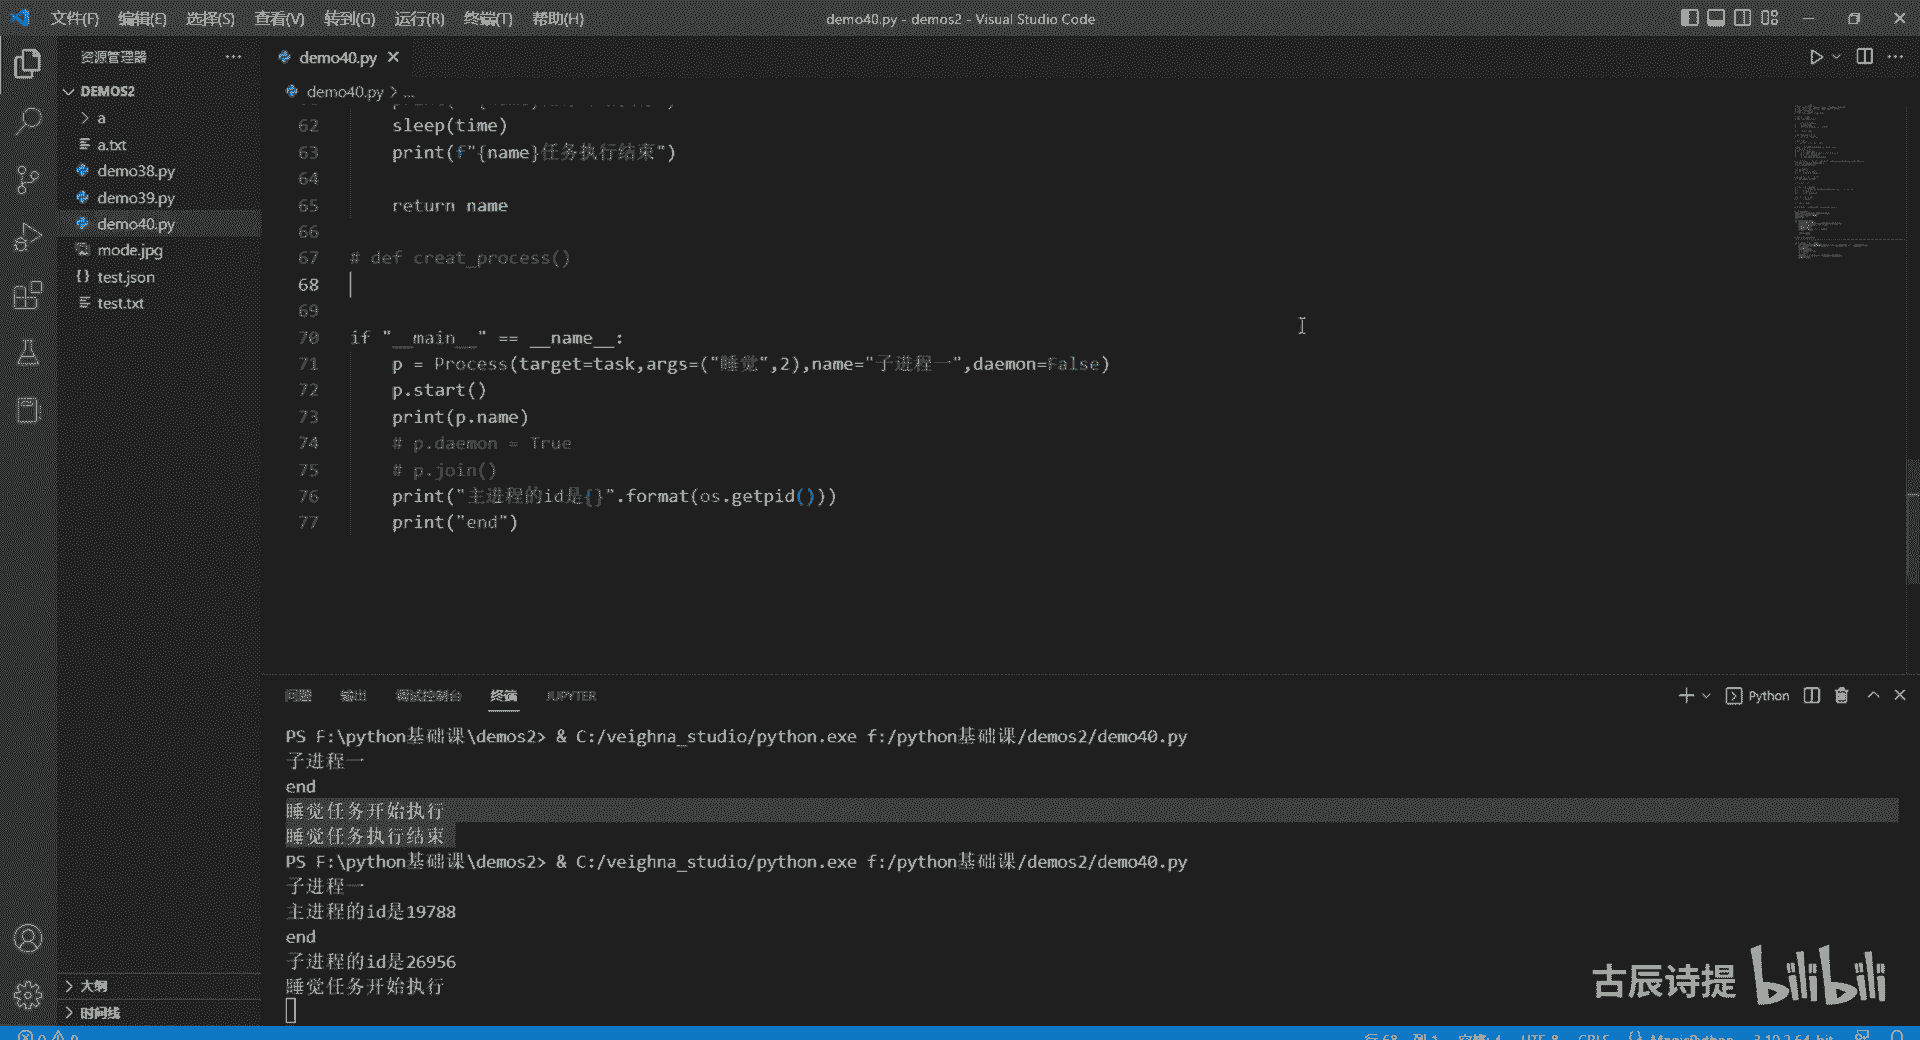 文件(F) 编辑(E) 选择(S) 查看(V) 转到(G) 运行(R) 终端(T) 帮助(H)
demo40.py - demos2 - Visual Studio Code
资源管理器
DEMOS2
a
a.txt
demo38.py
demo39.py
demo40.py
mode.jpg
test.json
test.txt
大纲
时间线
demo40.py
demo40.py > ...
62 sleep(time)
63 print(f"{name}任务执行结束")
64
65 return name
66
67 # def creat_process()
68
69
70 if "__main__" == __name__:
71 p = Process(target=task,args=("睡觉",2),name="子进程一",daemon=False)
72 p.start()
73 print(p.name)
74 # p.daemon = True
75 # p.join()
76 print("主进程的id是{}".format(os.getpid()))
77 print("end")
问题 输出 调试控制台 终端 JUPYTER
Python
PS F:\python基础课\demos2> & C:/veighna_studio/python.exe f:/python基础课/demos2/demo40.py
子进程一
end
睡觉任务开始执行
睡觉任务执行结束
PS F:\python基础课\demos2> & C:/veighna_studio/python.exe f:/python基础课/demos2/demo40.py
子进程一
主进程的id是19788
end
子进程的id是26956
睡觉任务开始执行
古辰诗提 bilibili